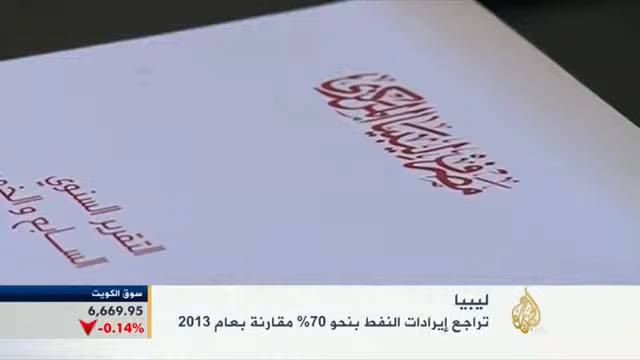 مصرف ليبيا المركزي
التقرير السنوي
السابع
ليبيا
تراجع إيرادات النفط بنحو 70% مقارنة بعام 2013
سوق الكويت
6,669.95
-0.14%